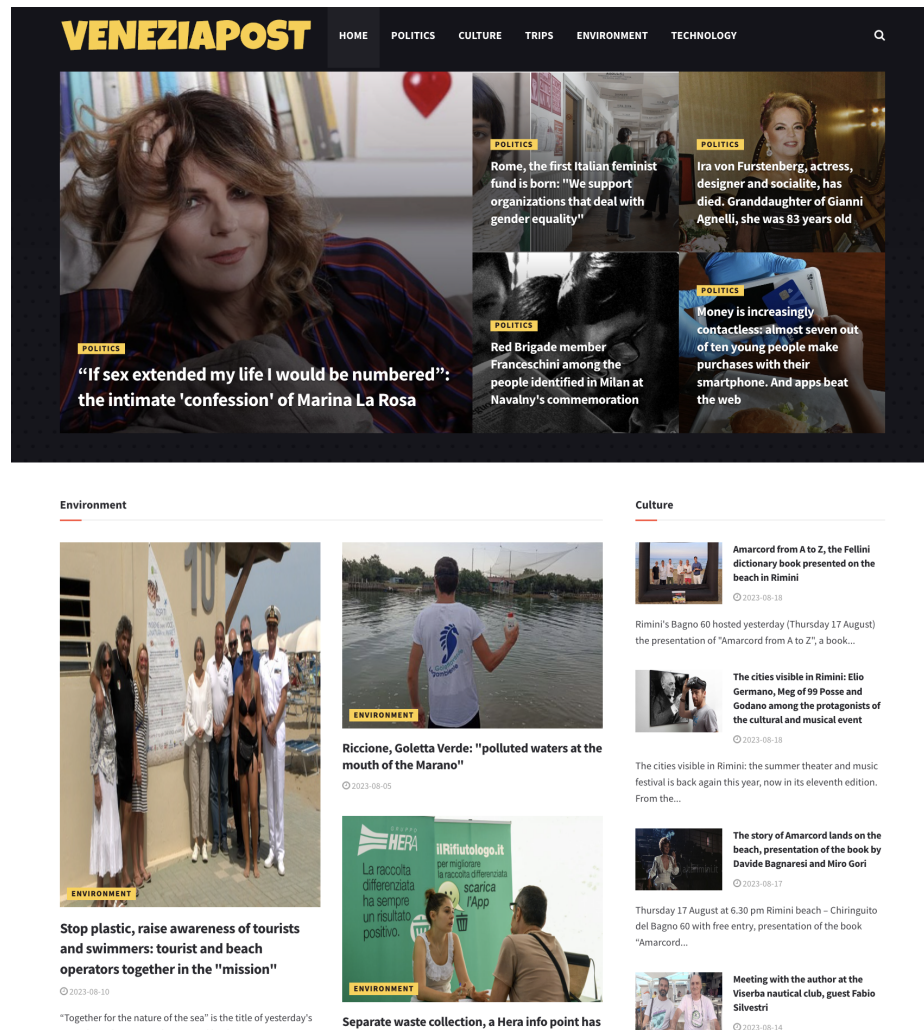 VENEZIAPOST
HOME
POLITICS
CULTURE
TRIPS
ENVIRONMENT
TECHNOLOGY
POLITICS
“If sex extended my life I would be numbered”:
the intimate 'confession' of Marina La Rosa
POLITICS
Rome, the first Italian feminist
fund is born: "We support
organizations that deal with
gender equality"
POLITICS
Ira von Furstenberg, actress,
designer and socialite, has
died. Granddaughter of Gianni
Agnelli, she was 83 years old
POLITICS
Red Brigade member
Franceschini among the
people identified in Milan at
Navalny's commemoration
POLITICS
Money is increasingly
contactless: almost seven out
of ten young people make
purchases with their
smartphone. And apps beat
the web
Environment
10
ENVIRONMENT
Stop plastic, raise awareness of tourists
and swimmers: tourist and beach
operators together in the "mission"
2023-08-10
“Together for the nature of the sea” is the title of yesterday's
ENVIRONMENT
Riccione, Goletta Verde: "polluted waters at the
mouth of the Marano"
2023-08-05
GRUPPO
HERA
La raccolta
differenziata
ha sempre
un risultato
positivo.
ilRifiutologo.it
per migliorare
la raccolta differenziata
scarica
l'App
ENVIRONMENT
Separate waste collection, a Hera info point has
Culture
Amarcord from A to Z, the Fellini
dictionary book presented on the
beach in Rimini
2023-08-18
Rimini's Bagno 60 hosted yesterday (Thursday 17 August)
the presentation of "Amarcord from A to Z", a book...
The cities visible in Rimini: Elio
Germano, Meg of 99 Posse and
Godano among the protagonists of
the cultural and musical event
2023-08-18
The cities visible in Rimini: the summer theater and music
festival is back again this year, now in its eleventh edition.
From the...
The story of Amarcord lands on the
beach, presentation of the book by
Davide Bagnaresi and Miro Gori
2023-08-17
Thursday 17 August at 6.30 pm Rimini beach – Chiringuito
del Bagno 60 with free entry, presentation of the book
“Amarcord...
Meeting with the author at the
Viserba nautical club, guest Fabio
Silvestri
2023-08-14